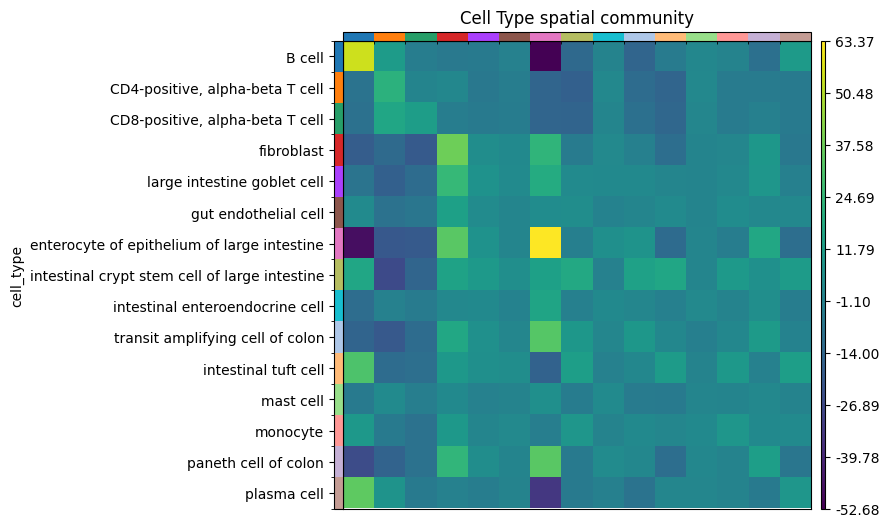 Cell Type spatial community
cell_type
B cell
CD4-positive, alpha-beta T cell
CD8-positive, alpha-beta T cell
fibroblast
large intestine goblet cell
gut endothelial cell
enterocyte of epithelium of large intestine
intestinal crypt stem cell of large intestine
intestinal enteroendocrine cell
transit amplifying cell of colon
intestinal tuft cell
mast cell
monocyte
paneth cell of colon
plasma cell
63.37
50.48
37.58
24.69
11.79
-1.10
-14.00
-26.89
-39.78
-52.68